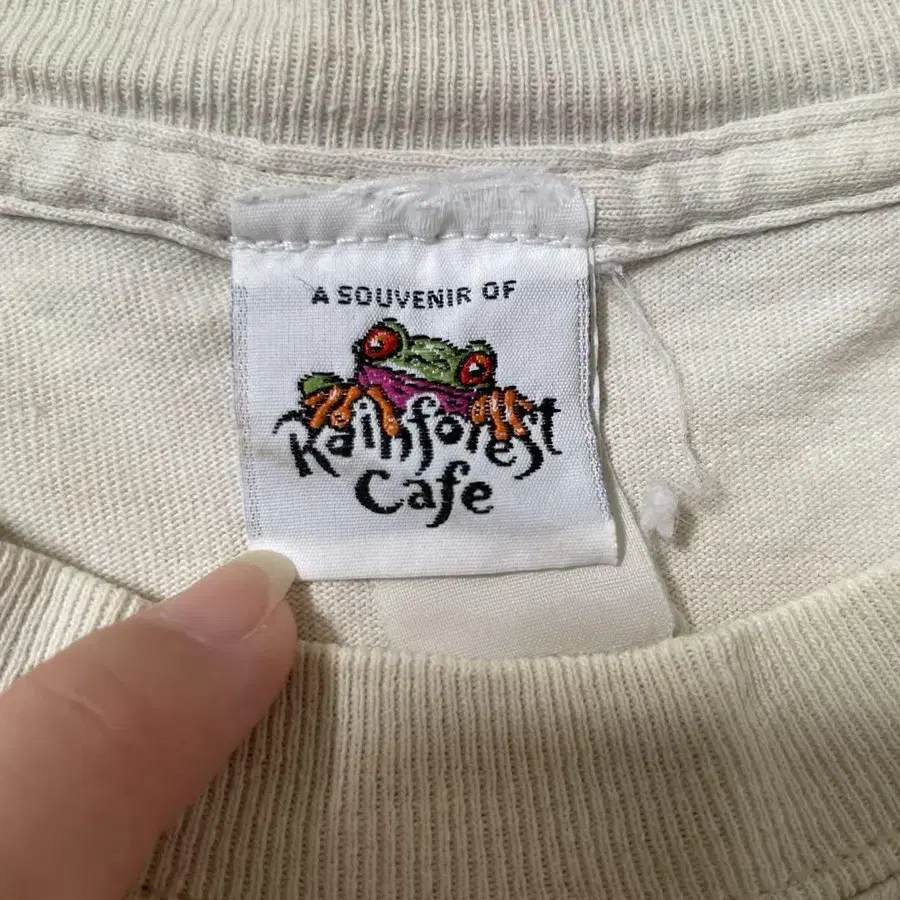 A SOUVENIR OF
Rainforest
Cafe